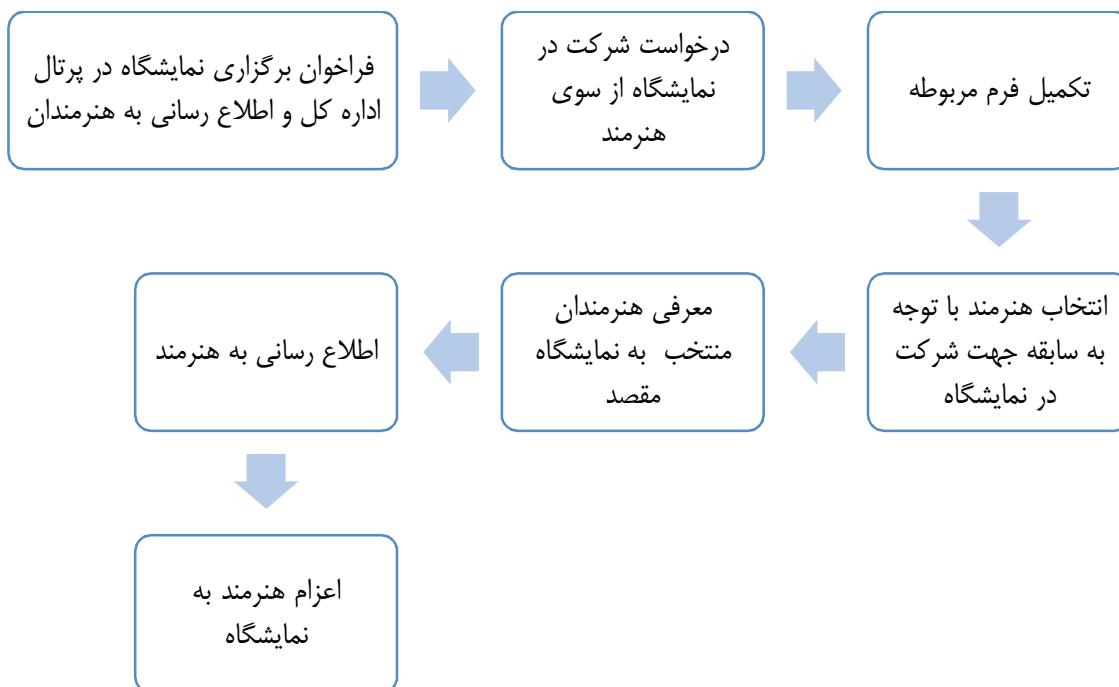 فراخوان برگزاری نمایشگاه در پرتال
اداره کل و اطلاع رسانی به هنرمندان
درخواست شرکت در
نمایشگاه از سوی
هنرمند
تکمیل فرم مربوطه
انتخاب هنرمند با توجه
به سابقه جهت شرکت
در نمایشگاه
معرفی هنرمندان
منتخب به نمایشگاه
مقصد
اطلاع رسانی به هنرمند
اعزام هنرمند به
نمایشگاه